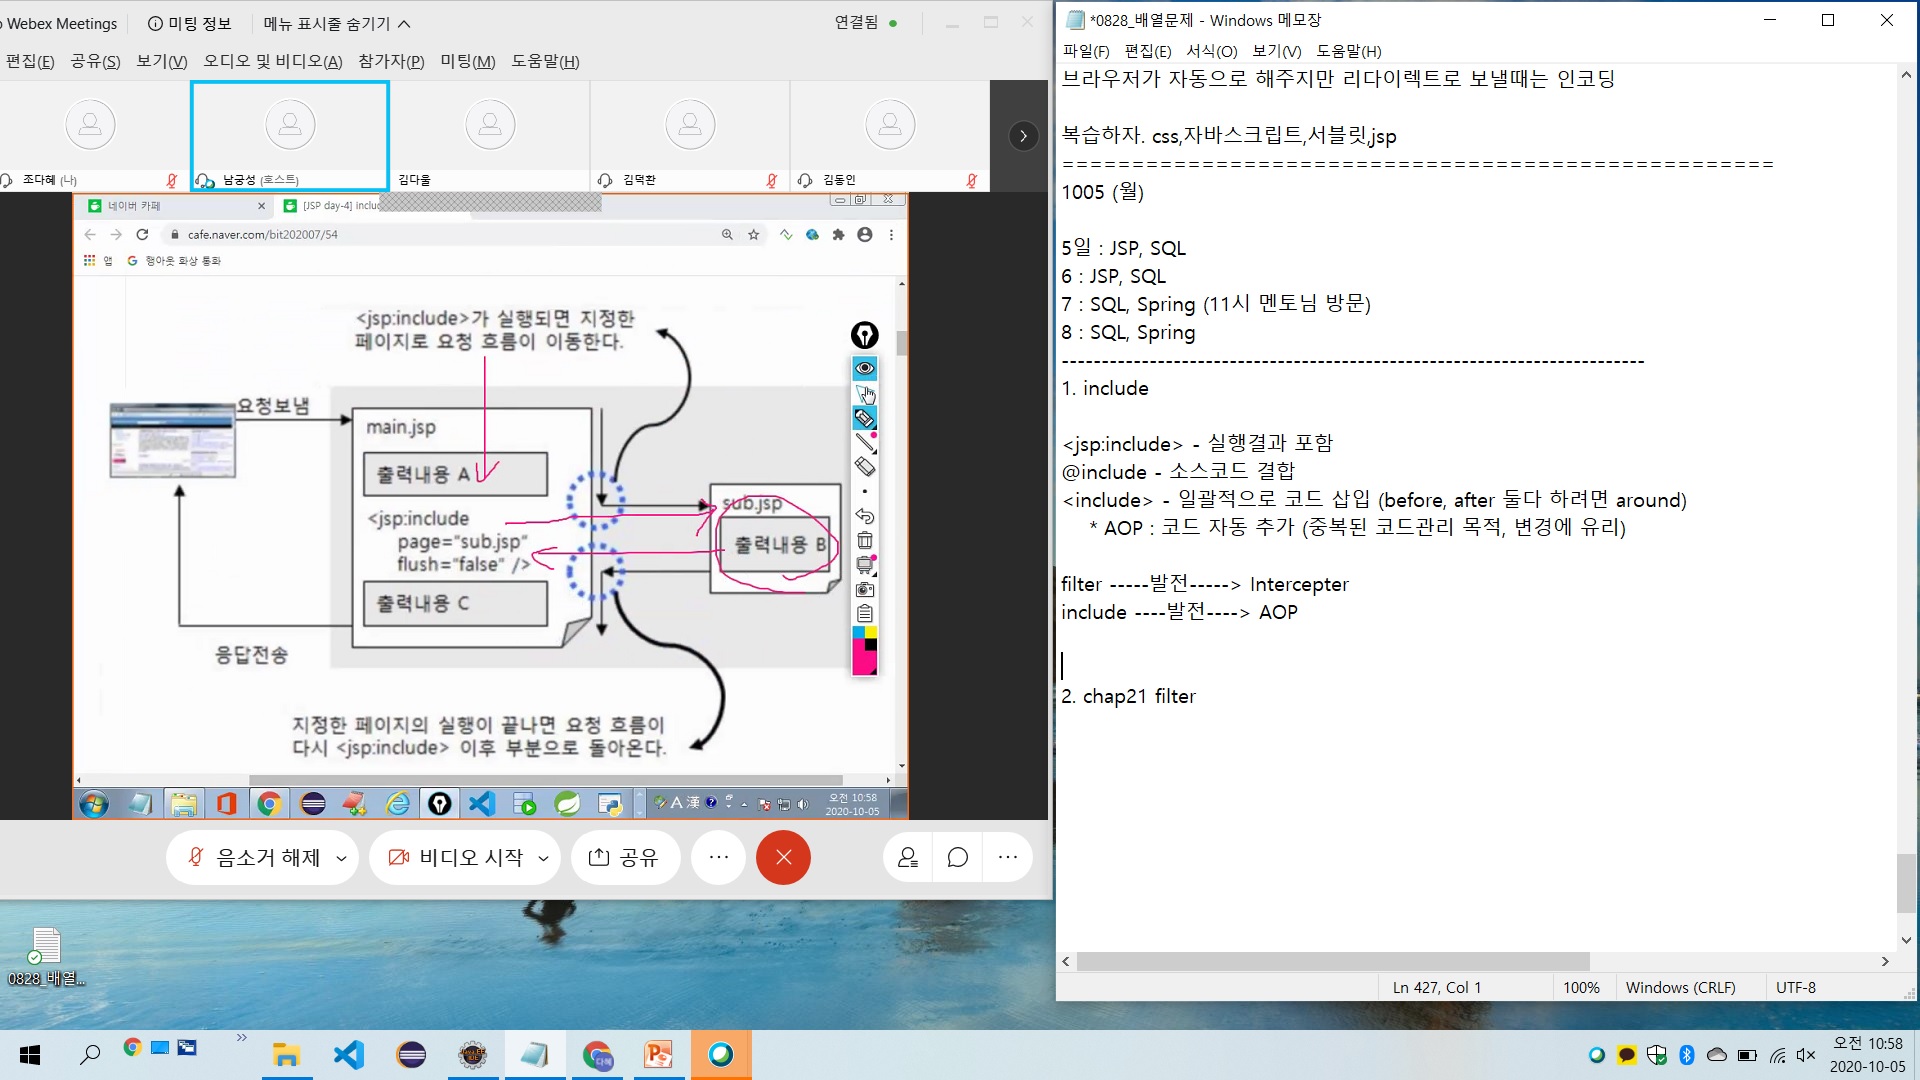 Webex Meetings
미팅 정보
메뉴 표시줄 숨기기
연결됨
편집(E) 공유(S) 보기(V) 오디오 및 비디오(A) 참가자(P) 미팅(M) 도움말(H)
조다혜 (나)
남궁성 (호스트)
김다울
김덕환
김동인
네이버 카페
[JSP day-4] inclu
cafe.naver.com/bit202007/54
앱
행아웃 화상 통화
<jsp:include>가 실행되면 지정한
페이지로 요청 흐름이 이동한다.
요청보냄
main.jsp
출력내용 A
<jsp:include
page="sub.jsp"
flush="false" />
출력내용 C
sub.jsp
출력내용 B
응답전송
지정한 페이지의 실행이 끝나면 요청 흐름이
다시 <jsp:include> 이후 부분으로 돌아온다.
A 漢
오전 10:58
2020-10-05
음소거 해제
비디오 시작
공유
0828_배열...
*0828_배열문제 - Windows 메모장
파일(F) 편집(E) 서식(O) 보기(V) 도움말(H)
브라우저가 자동으로 해주지만 리다이렉트로 보낼때는 인코딩
복습하자. css,자바스크립트,서블릿,jsp
=====================================================
1005 (월)
5일 : JSP, SQL
6 : JSP, SQL
7 : SQL, Spring (11시 멘토님 방문)
8 : SQL, Spring
-------------------------------------------------------------------------
1. include
<jsp:include> - 실행결과 포함
@include - 소스코드 결합
<include> - 일괄적으로 코드 삽입 (before, after 둘다 하려면 around)
* AOP : 코드 자동 추가 (중복된 코드관리 목적, 변경에 유리)
filter -----발전-----> Intercepter
include ----발전----> AOP
2. chap21 filter
Ln 427, Col 1
100%
Windows (CRLF)
UTF-8
오전 10:58
2020-10-05